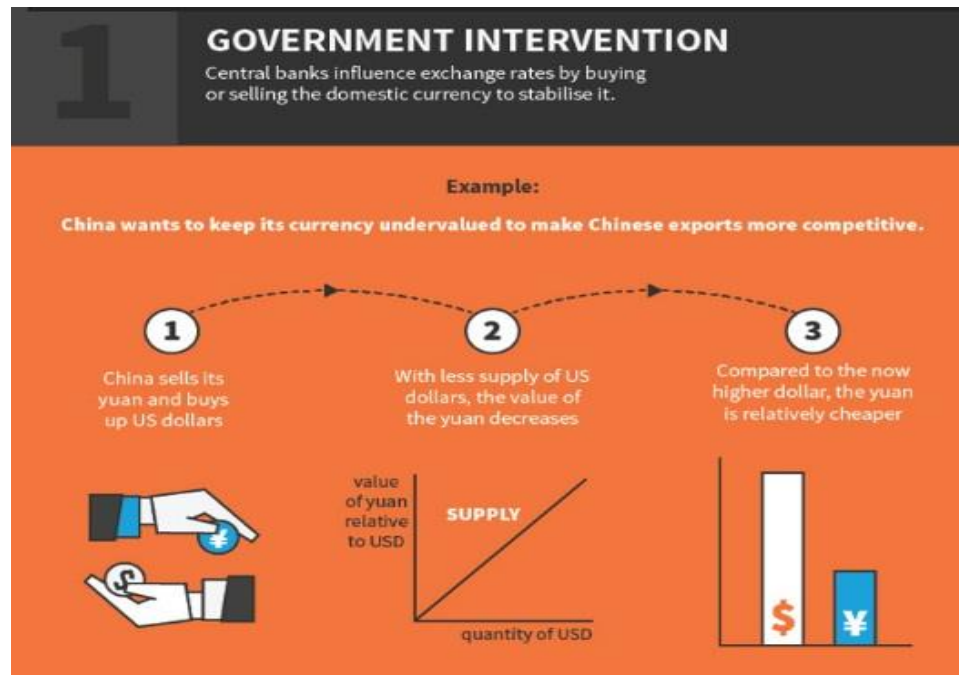 1
GOVERNMENT INTERVENTION
Central banks influence exchange rates by buying
or selling the domestic currency to stabilise it.
Example:
China wants to keep its currency undervalued to make Chinese exports more competitive.
1
China sells its
yuan and buys
up US dollars
2
With less supply of US
dollars, the value of
the yuan decreases
3
Compared to the now
higher dollar, the yuan
is relatively cheaper
¥
$
value
of yuan
relative
to USD
SUPPLY
quantity of USD
$
¥